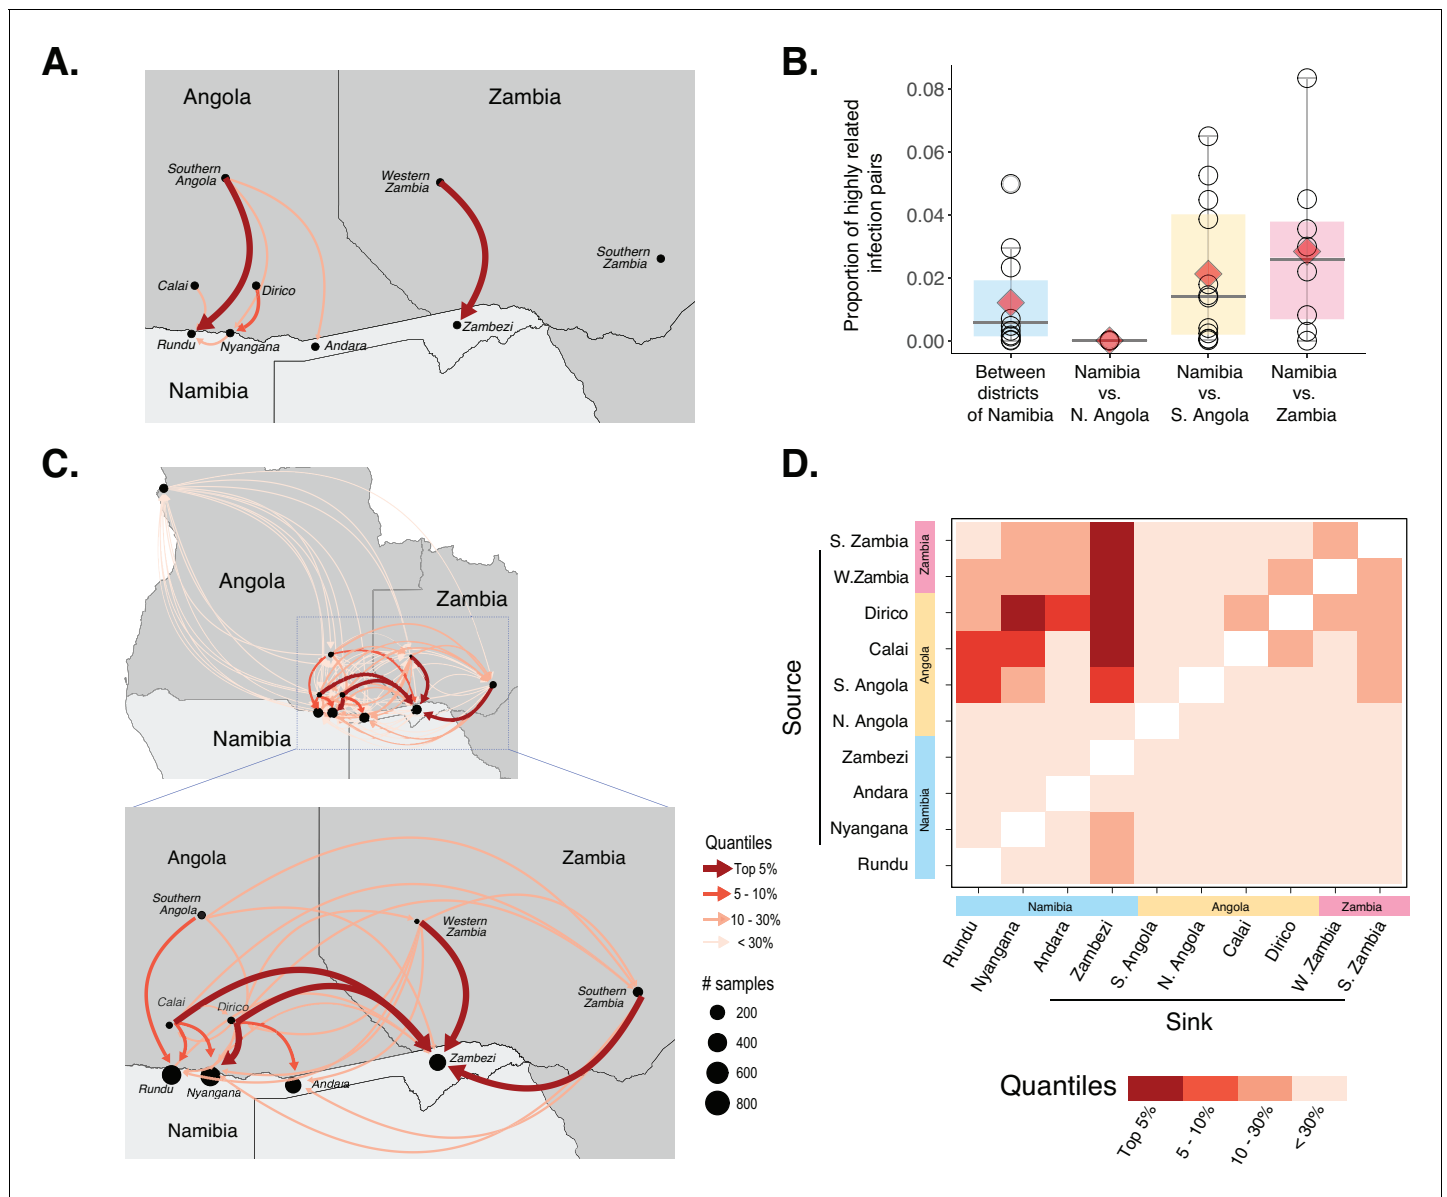 A.
Angola
Zambia
Southern
Angola
Western
Zambia
Southern
Zambia
Calai
Dirico
Zambezi
Rundu
Nyangana
Andara
Namibia
B.
Proportion of highly related
infection pairs
0.08
0.06
0.04
0.02
0.00
Between
districts
of Namibia
Namibia
vs.
N. Angola
Namibia
vs.
S. Angola
Namibia
vs.
Zambia
C.
Angola
Zambia
Namibia
Angola
Zambia
Southern
Angola
Western
Zambia
Southern
Zambia
Calai
Dirico
Zambezi
Rundu
Nyangana
Andara
Namibia
Quantiles
Top 5%
5 - 10%
10 - 30%
< 30%
# samples
200
400
600
800
D.
Source
S. Zambia
W.Zambia
Dirico
Calai
S. Angola
N. Angola
Zambezi
Andara
Nyangana
Rundu
Zambia
Angola
Namibia
Namibia
Angola
Zambia
Rundu
Nyangana
Andara
Zambezi
S. Angola
N. Angola
Calai
Dirico
W. Zambia
S. Zambia
Sink
Quantiles
Top 5%
5 - 10%
10 - 30%
< 30%